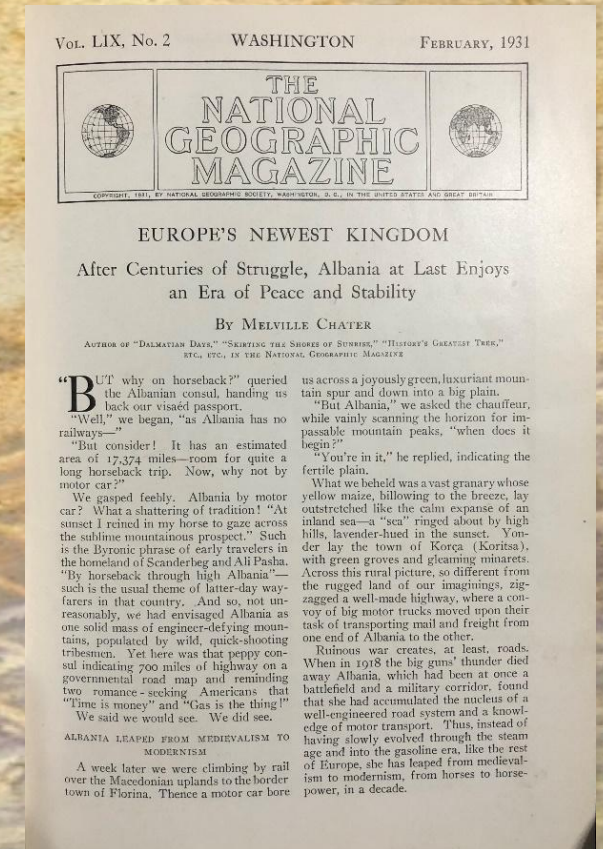 VOL. LIX, No. 2 WASHINGTON FEBRUARY, 1931
THE
NATIONAL
GEOGRAPHIC
MAGAZINE
COPYRIGHT, 1931, BY NATIONAL GEOGRAPHIC SOCIETY, WASHINGTON, D. C., IN THE UNITED STATES AND GREAT BRITAIN
EUROPE'S NEWEST KINGDOM
After Centuries of Struggle, Albania at Last Enjoys
an Era of Peace and Stability
BY MELVILLE CHATER
AUTHOR OF "DALMATIAN DAYS," "SKIRTING THE SHORES OF SUNRISE," "HISTORY'S GREATEST TREK,"
ETC., ETC., IN THE NATIONAL GEOGRAPHIC MAGAZINE
"BUT why on horseback?" queried
the Albanian consul, handing us
back our visaéd passport.
"Well," we began, "as Albania has no
railways—"
"But consider! It has an estimated
area of 17,374 miles—room for quite a
long horseback trip. Now, why not by
motor car?"
We gasped feebly. Albania by motor
car? What a shattering of tradition! "At
sunset I reined in my horse to gaze across
the sublime mountainous prospect." Such
is the Byronic phrase of early travelers in
the homeland of Scanderbeg and Ali Pasha.
"By horseback through high Albania"—
such is the usual theme of latter-day way-
farers in that country. And so, not un-
reasonably, we had envisaged Albania as
one solid mass of engineer-defying moun-
tains, populated by wild, quick-shooting
tribesmen. Yet here was that peppy con-
sul indicating 700 miles of highway on a
governmental road map and reminding
two romance-seeking Americans that
"Time is money" and "Gas is the thing!"
We said we would see. We did see.
ALBANIA LEAPED FROM MEDIEVALISM TO
MODERNISM
A week later we were climbing by rail
over the Macedonian uplands to the border
town of Florina. Thence a motor car bore
us across a joyously green, luxuriant moun-
tain spur and down into a big plain.
"But Albania," we asked the chauffeur,
while vainly scanning the horizon for im-
passable mountain peaks, "when does it
begin?"
"You're in it," he replied, indicating the
fertile plain.
What we beheld was a vast granary whose
yellow maize, billowing to the breeze, lay
outstretched like the calm expanse of an
inland sea—a "sea" ringed about by high
hills, lavender-hued in the sunset. Yon-
der lay the town of Korça (Koritsa),
with green groves and gleaming minarets.
Across this rural picture, so different from
the rugged land of our imaginings, zig-
zagged a well-made highway, where a con-
voy of big motor trucks moved upon their
task of transporting mail and freight from
one end of Albania to the other.
Ruinous war creates, at least, roads.
When in 1918 the big guns' thunder died
away Albania, which had been at once a
battlefield and a military corridor, found
that she had accumulated the nucleus of a
well-engineered road system and a knowl-
edge of motor transport. Thus, instead of
having slowly evolved through the steam
age and into the gasoline era, like the rest
of Europe, she has leaped from medieval-
ism to modernism, from horses to horse-
power, in a decade.